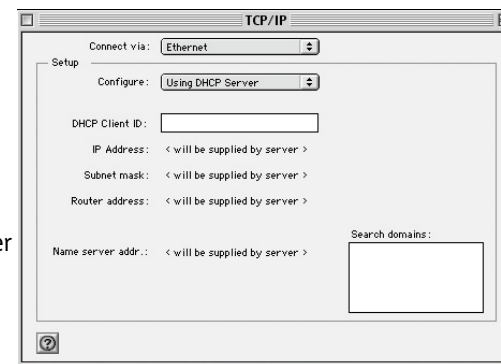 TCP/IP
Connect via: Ethernet
Setup
Configure: Using DHCP Server
DHCP Client ID:
IP Address: < will be supplied by server >
Subnet mask: < will be supplied by server >
Router address: < will be supplied by server >
er
Search domains:
Name server addr.: < will be supplied by server >
?